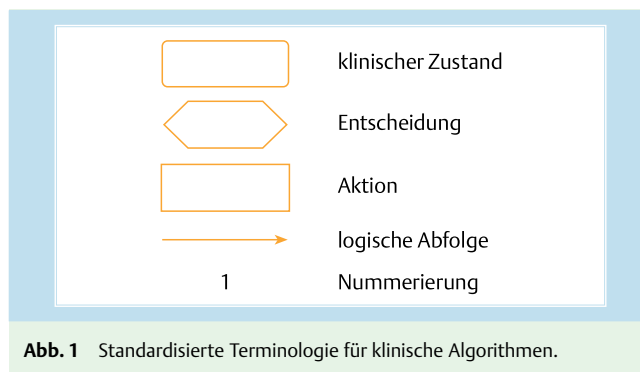 klinischer Zustand
Entscheidung
Aktion
logische Abfolge
1 Nummerierung
Abb. 1 Standardisierte Terminologie für klinische Algorithmen.